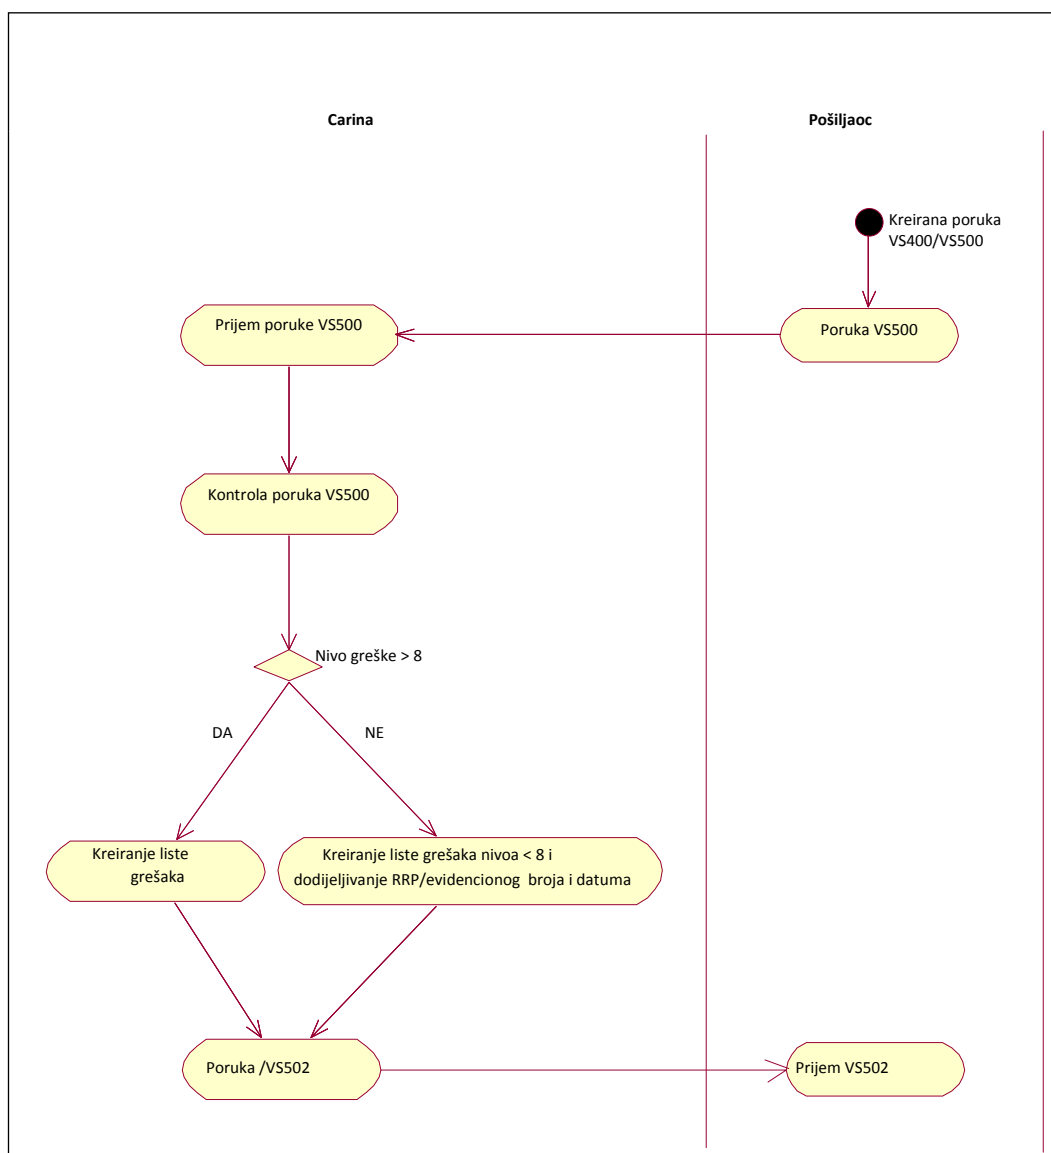 Carina
Pošiljaoc
Kreirana poruka
VS400/VS500
Prijem poruke VS500
Poruka VS500
Kontrola poruka VS500
Nivo greške > 8
DA
NE
Kreiranje liste
grešaka
Kreiranje liste grešaka nivoa < 8 i
dodijeljivanje RRP/evidencionog broja i datuma
Poruka /VS502
Prijem VS502